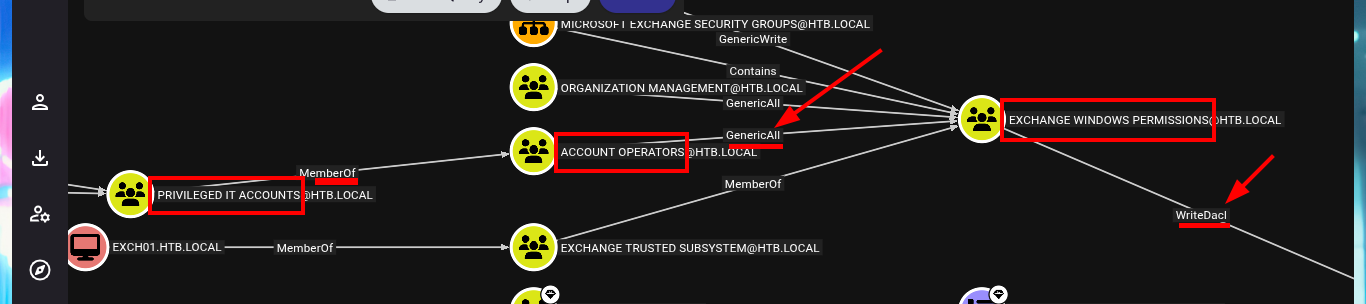 MICROSOFT EXCHANGE SECURITY GROUPS@HTB.LOCAL
GenericWrite
Contains
ORGANIZATION MANAGEMENT@HTB.LOCAL
GenericAll
EXCHANGE WINDOWS PERMISSIONS@HTB.LOCAL
GenericAll
ACCOUNT OPERATORS@HTB.LOCAL
MemberOf
MemberOf
PRIVILEGED IT ACCOUNTS@HTB.LOCAL
WriteDacl
EXCH01.HTB.LOCAL
MemberOf
EXCHANGE TRUSTED SUBSYSTEM@HTB.LOCAL